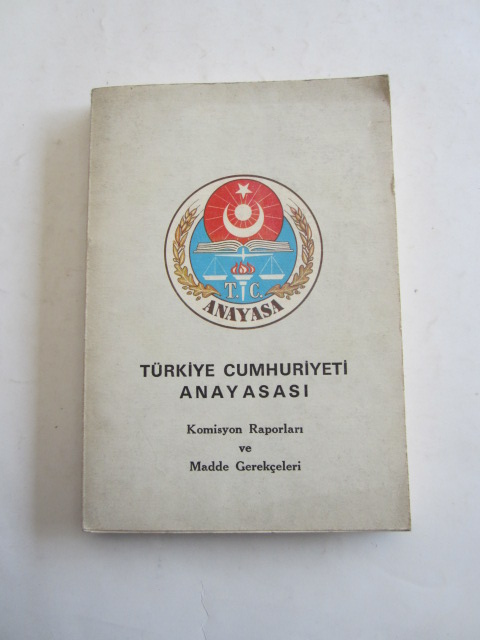 T. C.
ANAYASA
TÜRKİYE CUMHURİYETİ
ANAYASASI
Komisyon Raporları
ve
Madde Gerekçeleri